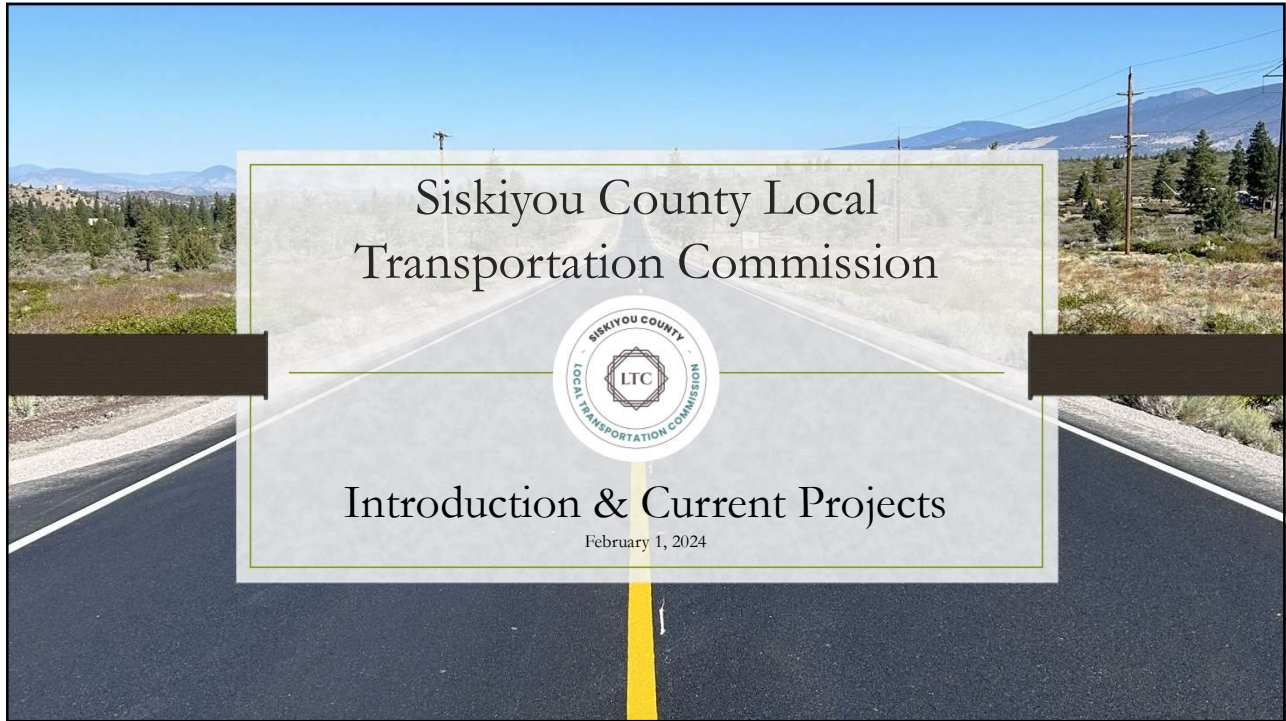 Siskiyou County Local
Transportation Commission
SISKIYOU COUNTY
LTC
LOCAL TRANSPORTATION COMMISSION
Introduction & Current Projects
February 1, 2024